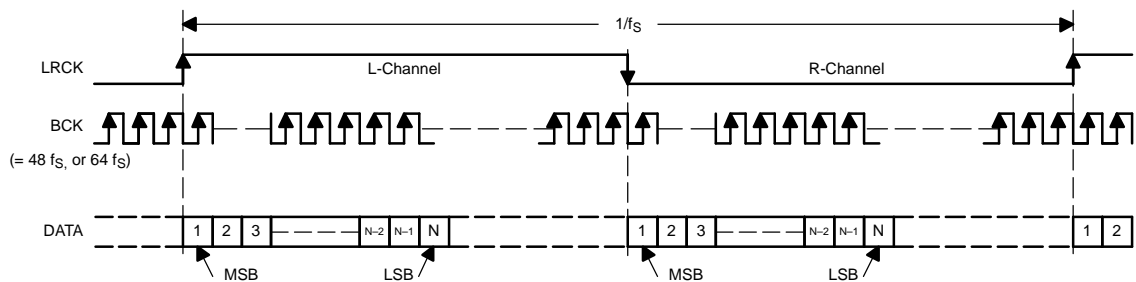 1/fS
LRCK
L-Channel
R-Channel
BCK
(= 48 fS, or 64 fS)
DATA
1 2 3 N–2 N–1 N 1 2 3 N–2 N–1 N 1 2
MSB LSB MSB LSB